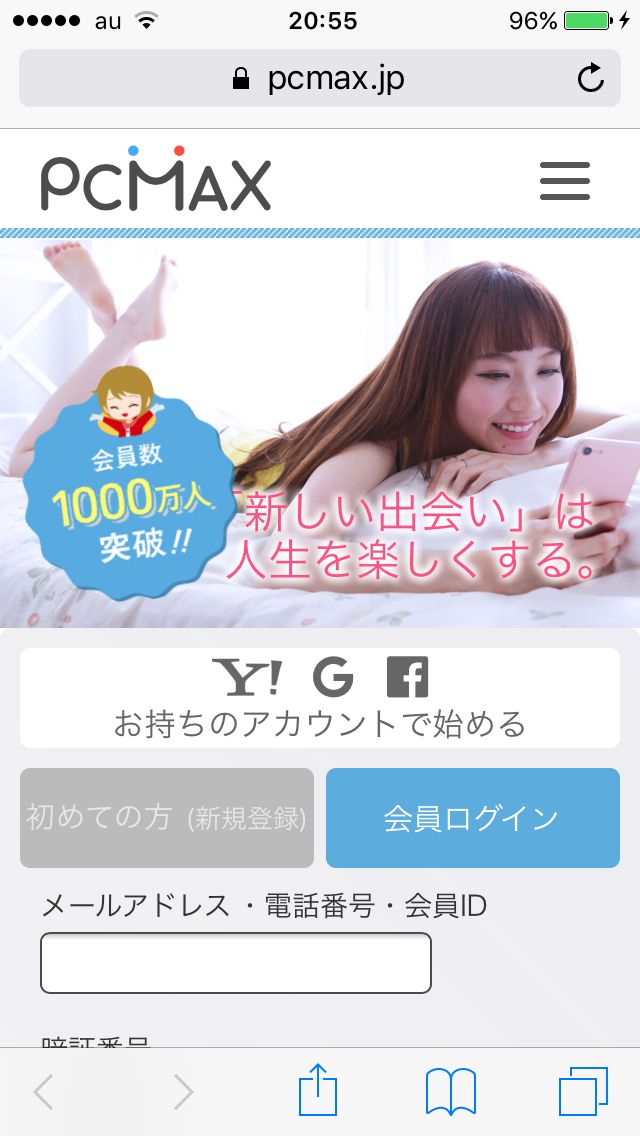 au
20:55
96%
pcmax.jp
PCMAX
会員数
1000万人
突破!!
「新しい出会い」は
人生を楽しくする。
Y! G f
お持ちのアカウントで始める
初めての方 (新規登録)
会員ログイン
メールアドレス・電話番号・会員ID
暗証番号